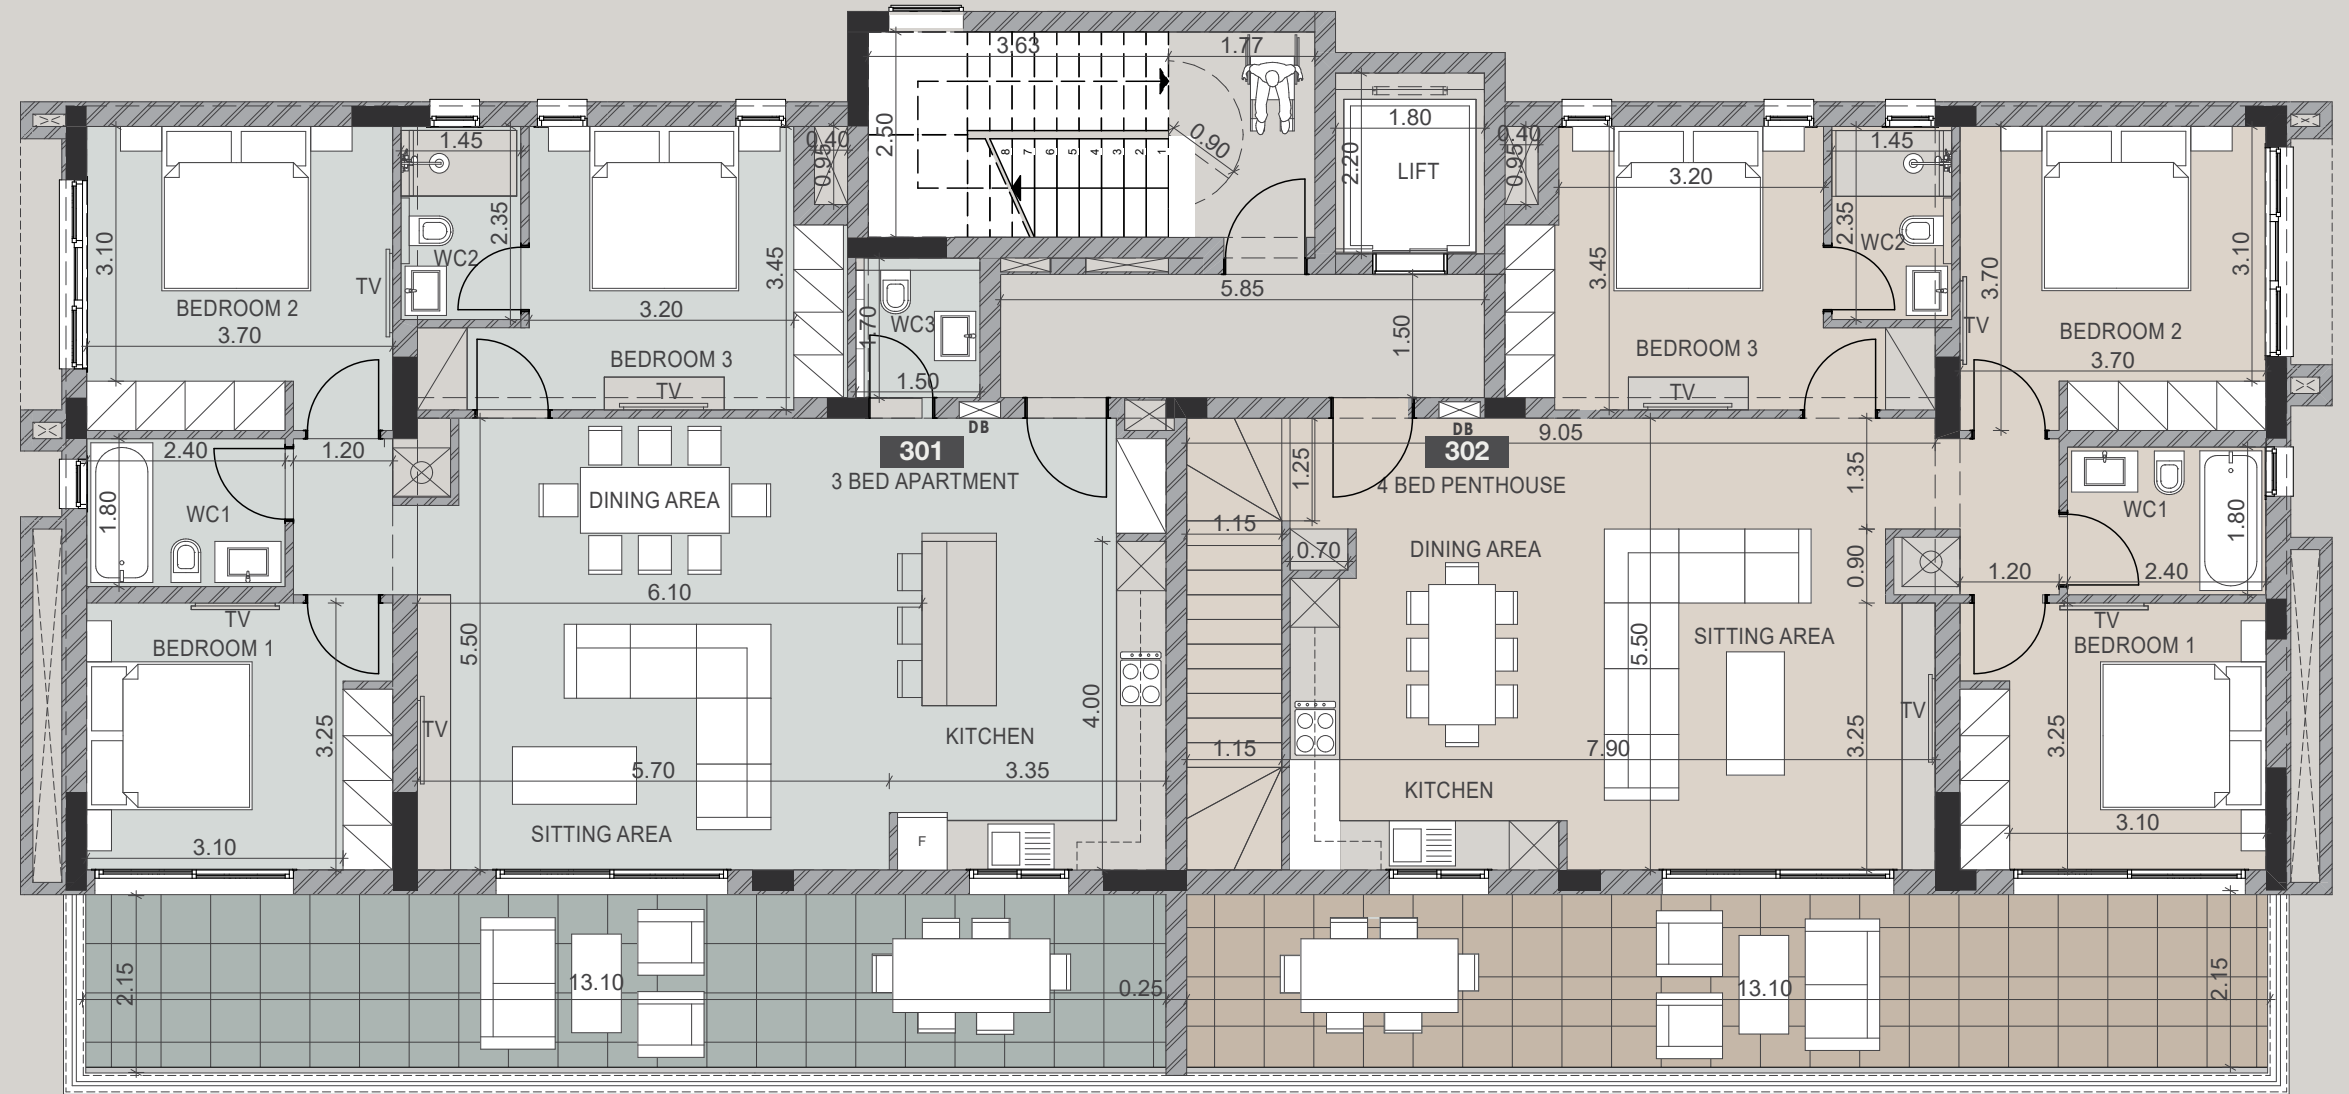 3.63
1.77
2.50
8 7 6 5 4 3 2 1
0.90
1.80
2.20
LIFT
1.45
0.40
0.95
0.40
0.95
1.45
3.10
2.35
WC2
TV
BEDROOM 2
3.70
3.20
3.45
BEDROOM 3
TV
1.70
WC3
1.50
5.85
1.50
3.20
3.45
BEDROOM 3
TV
2.35
WC2
3.70
3.10
TV
BEDROOM 2
3.70
2.40
1.20
1.80
WC1
DB
301
3 BED APARTMENT
DINING AREA
6.10
DB
302
4 BED PENTHOUSE
9.05
1.25
1.15
0.70
DINING AREA
1.35
0.90
WC1
1.80
1.20
2.40
TV
BEDROOM 1
3.25
3.10
5.50
TV
5.70
SITTING AREA
4.00
KITCHEN
3.35
F
1.15
7.90
KITCHEN
5.50
SITTING AREA
3.25
TV
TV
BEDROOM 1
3.25
3.10
2.15
13.10
0.25
13.10
2.15